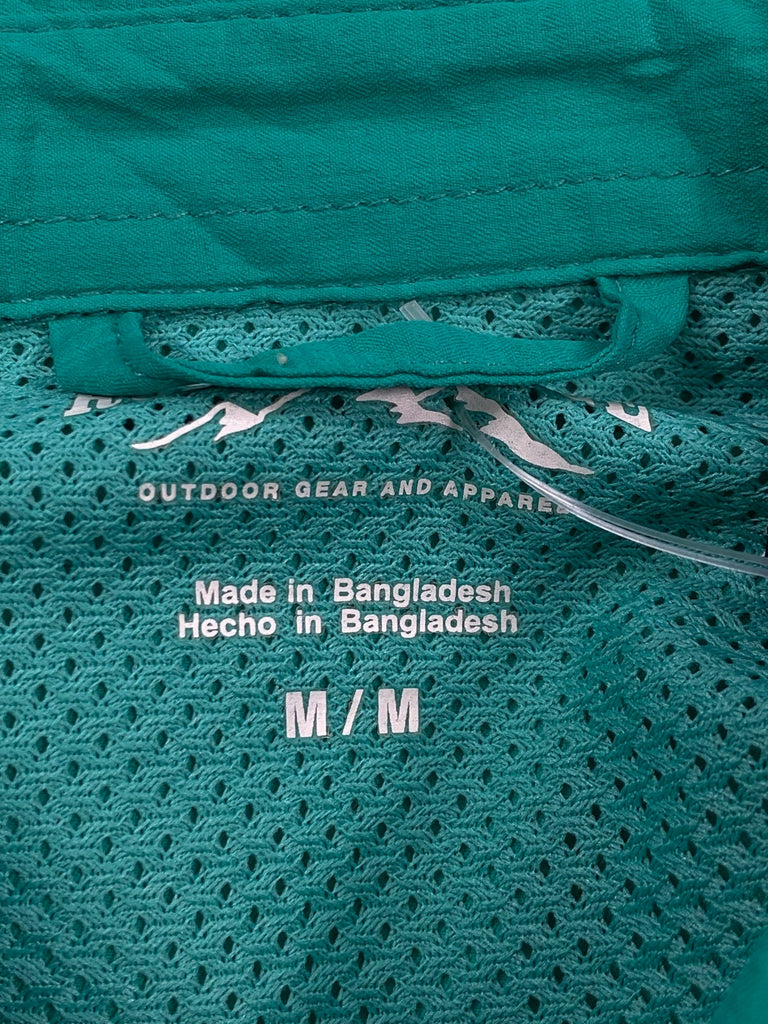 OUTDOOR GEAR AND APPAREL
Made in Bangladesh
Hecho in Bangladesh
M / M